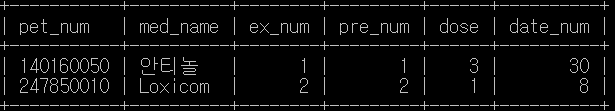 pet_num | med_name | ex_num | pre_num | dose | date_num
140160050 | 안티놀 | 1 | 1 | 3 | 30
247850010 | Loxicom | 2 | 2 | 1 | 8